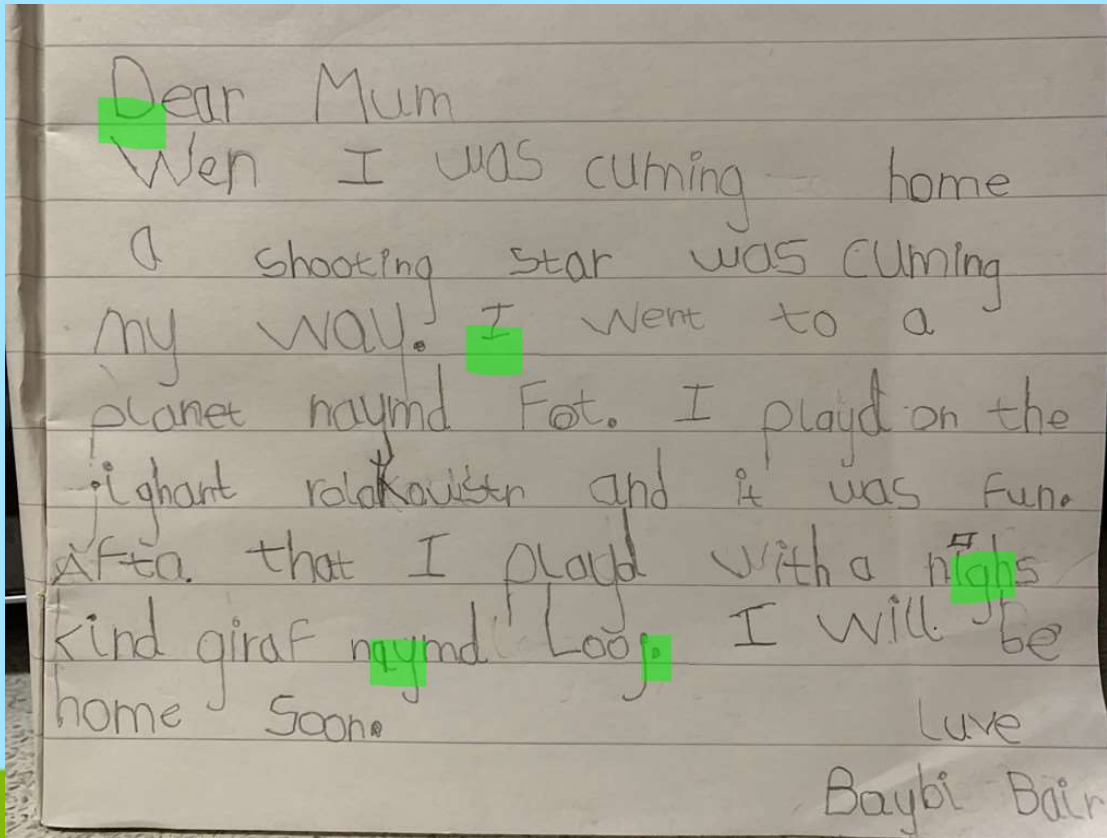 Dear Mum
Wen I was cuming home
a shooting star was cuming
my way. I went to a
planet naymd Fot. I playd on the
jighant rolakowstr and it was fun.
Afta that I playd with a nighs
kind giraf naymd Looj. I will be
home Soon. Luve
Baybi Bair